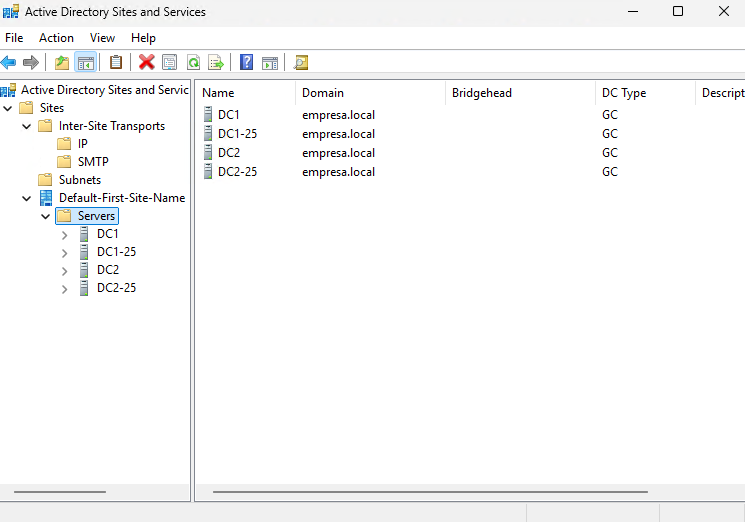 Active Directory Sites and Services
File Action View Help
Active Directory Sites and Servic
Sites
Inter-Site Transports
IP
SMTP
Subnets
Default-First-Site-Name
Servers
DC1
DC1-25
DC2
DC2-25
Name Domain Bridgehead DC Type Descript
DC1 empresa.local GC
DC1-25 empresa.local GC
DC2 empresa.local GC
DC2-25 empresa.local GC